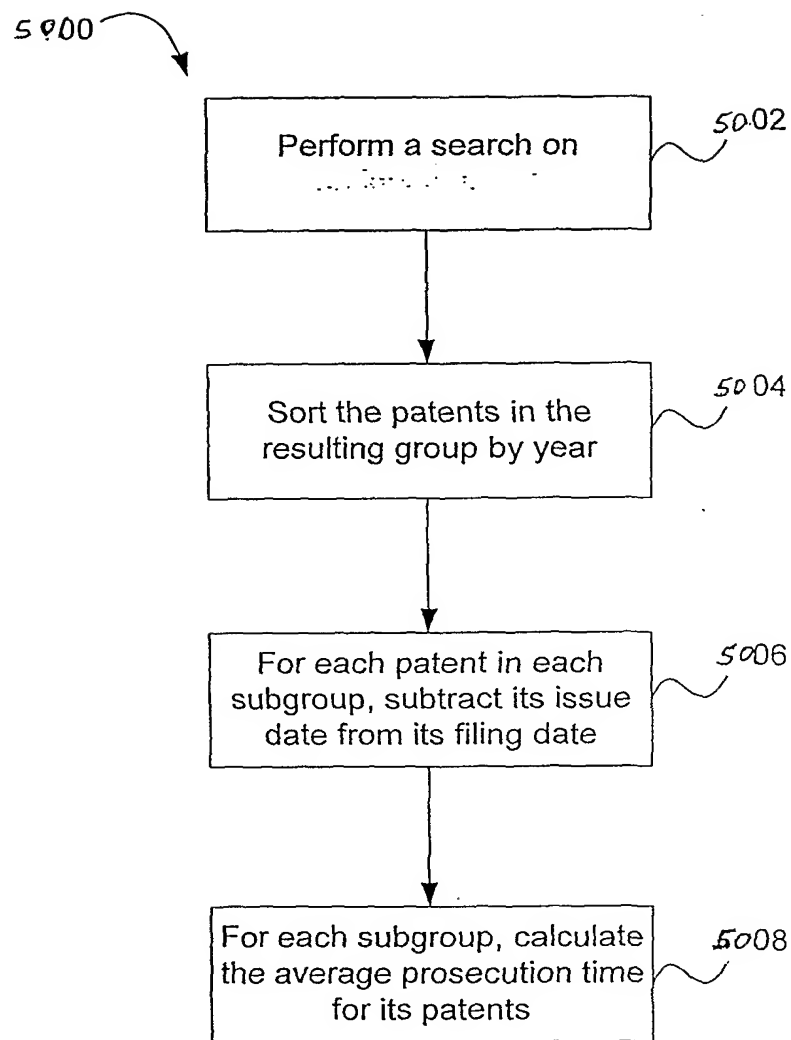 5000
Perform a search on
5002
Sort the patents in the
resulting group by year
5004
For each patent in each
subgroup, subtract its issue
date from its filing date
5006
For each subgroup, calculate
the average prosecution time
for its patents
5008